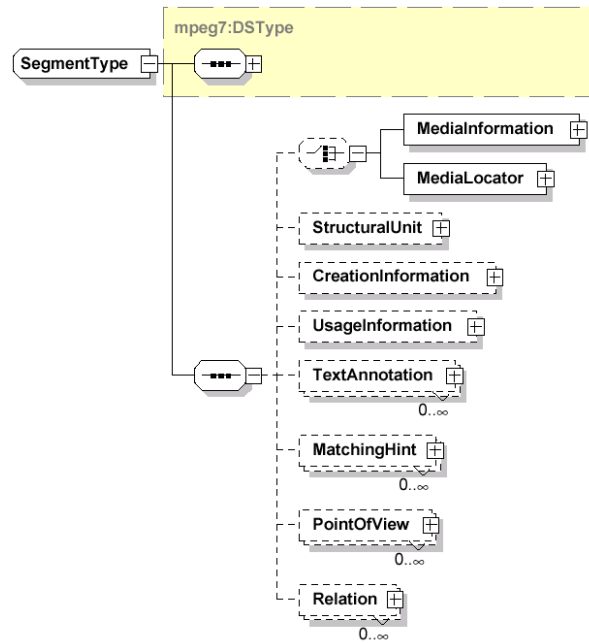 mpeg7:DSType
SegmentType
MediaInformation
MediaLocator
StructuralUnit
CreationInformation
UsageInformation
TextAnnotation
0..∞
MatchingHint
0..∞
PointOfView
0..∞
Relation
0..∞